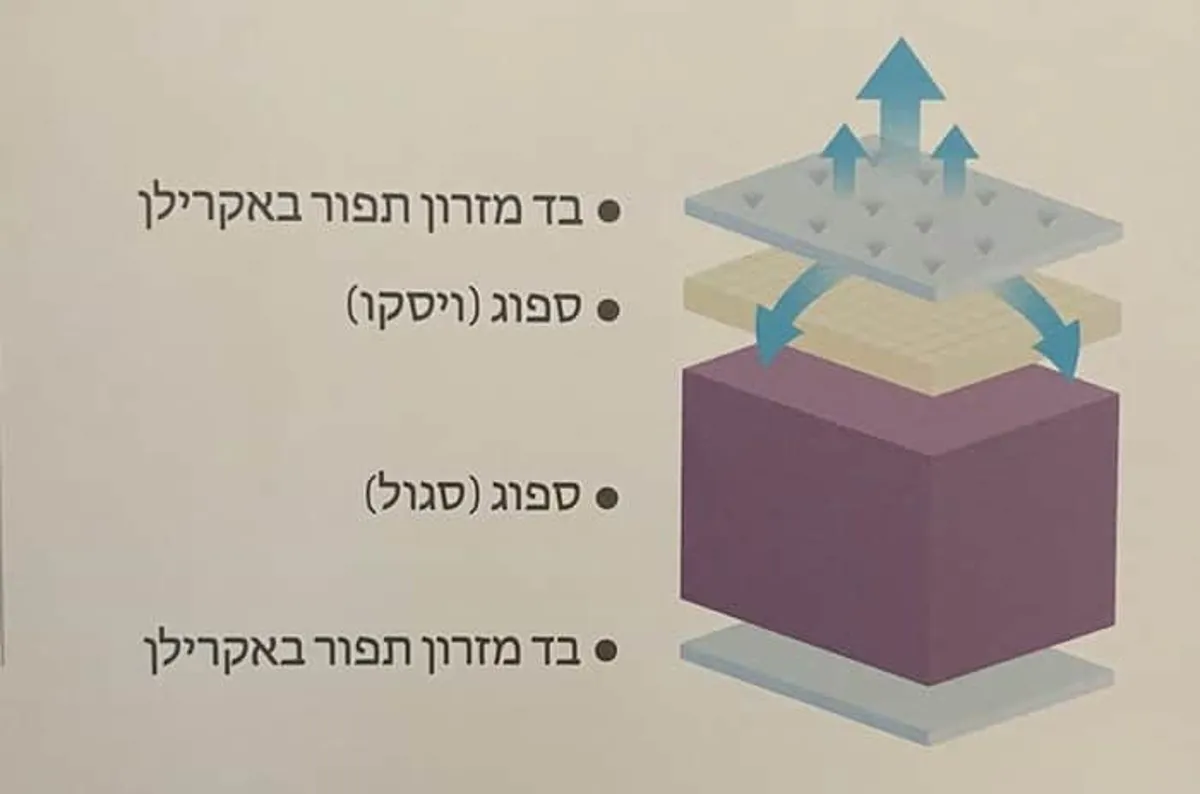 • בד מזרון תפור באקרילן
• ספוג (ויסקו)
• ספוג (סגול)
• בד מזרון תפור באקרילן